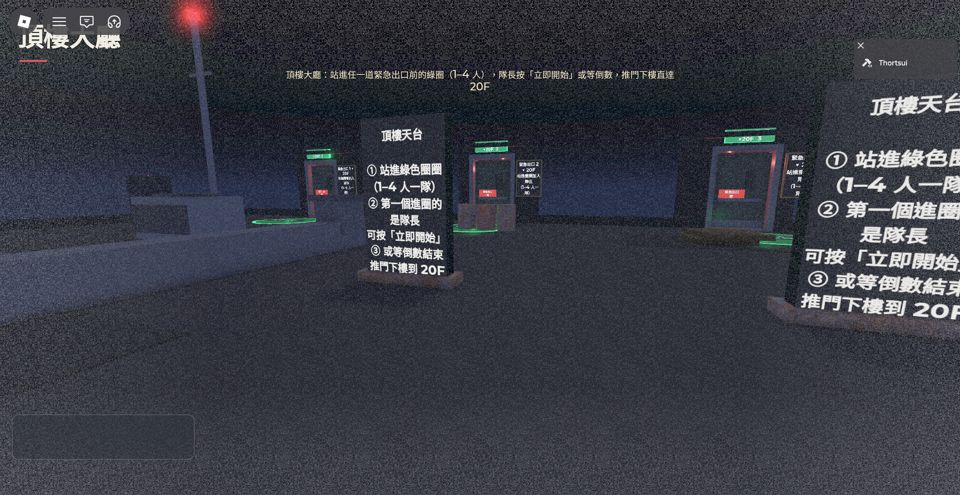 頂樓大廳
頂樓大廳：站進任一道緊急出口前的綠圈（1–4 人），隊長按「立即開始」或等倒數，推門下樓直達
20F
Thortsui
頂樓天台
① 站進綠色圈圈
（1–4 人一隊）
② 第一個進圈的
是隊長
可按「立即開始」
③ 或等倒數結束
推門下樓到 20F
頂樓天台
① 站進綠色圈
（1–4 人一隊
② 第一個進圈
是隊長
可按「立即開始
③ 或等倒數結
推門下樓到 20F